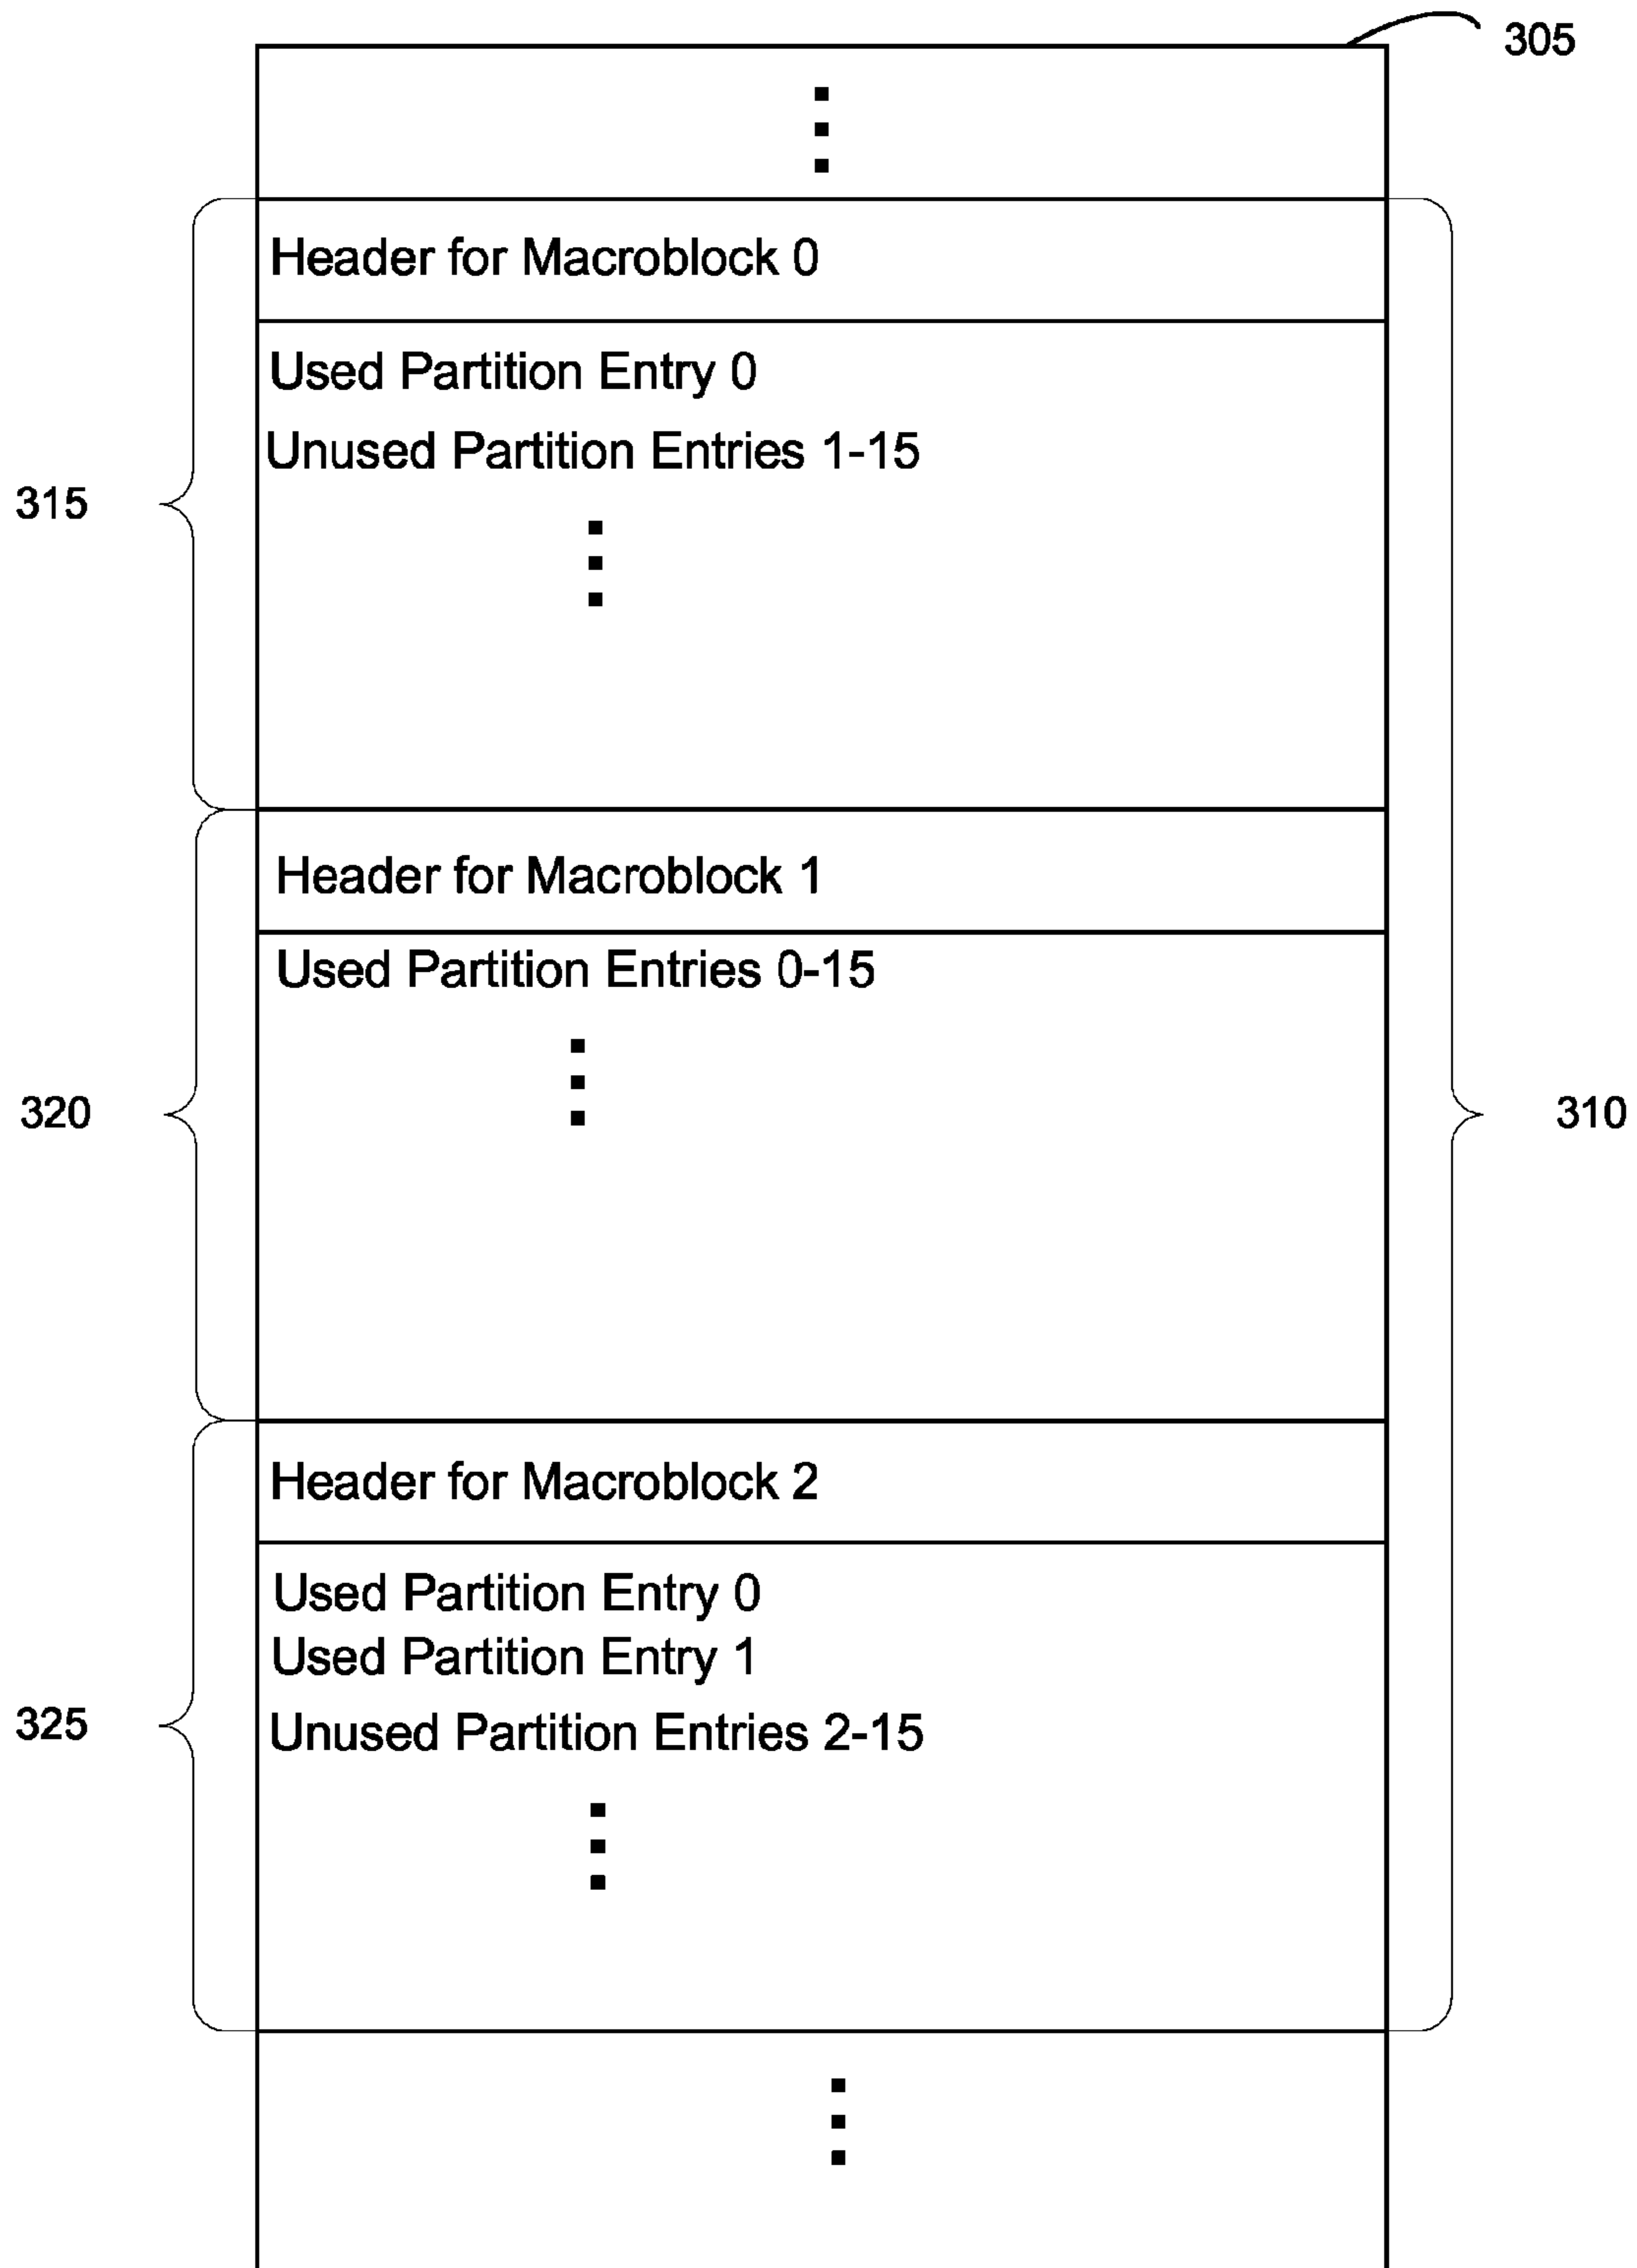 305
Header for Macroblock 0
Used Partition Entry 0
Unused Partition Entries 1-15
315
Header for Macroblock 1
Used Partition Entries 0-15
320
310
Header for Macroblock 2
Used Partition Entry 0
Used Partition Entry 1
Unused Partition Entries 2-15
325